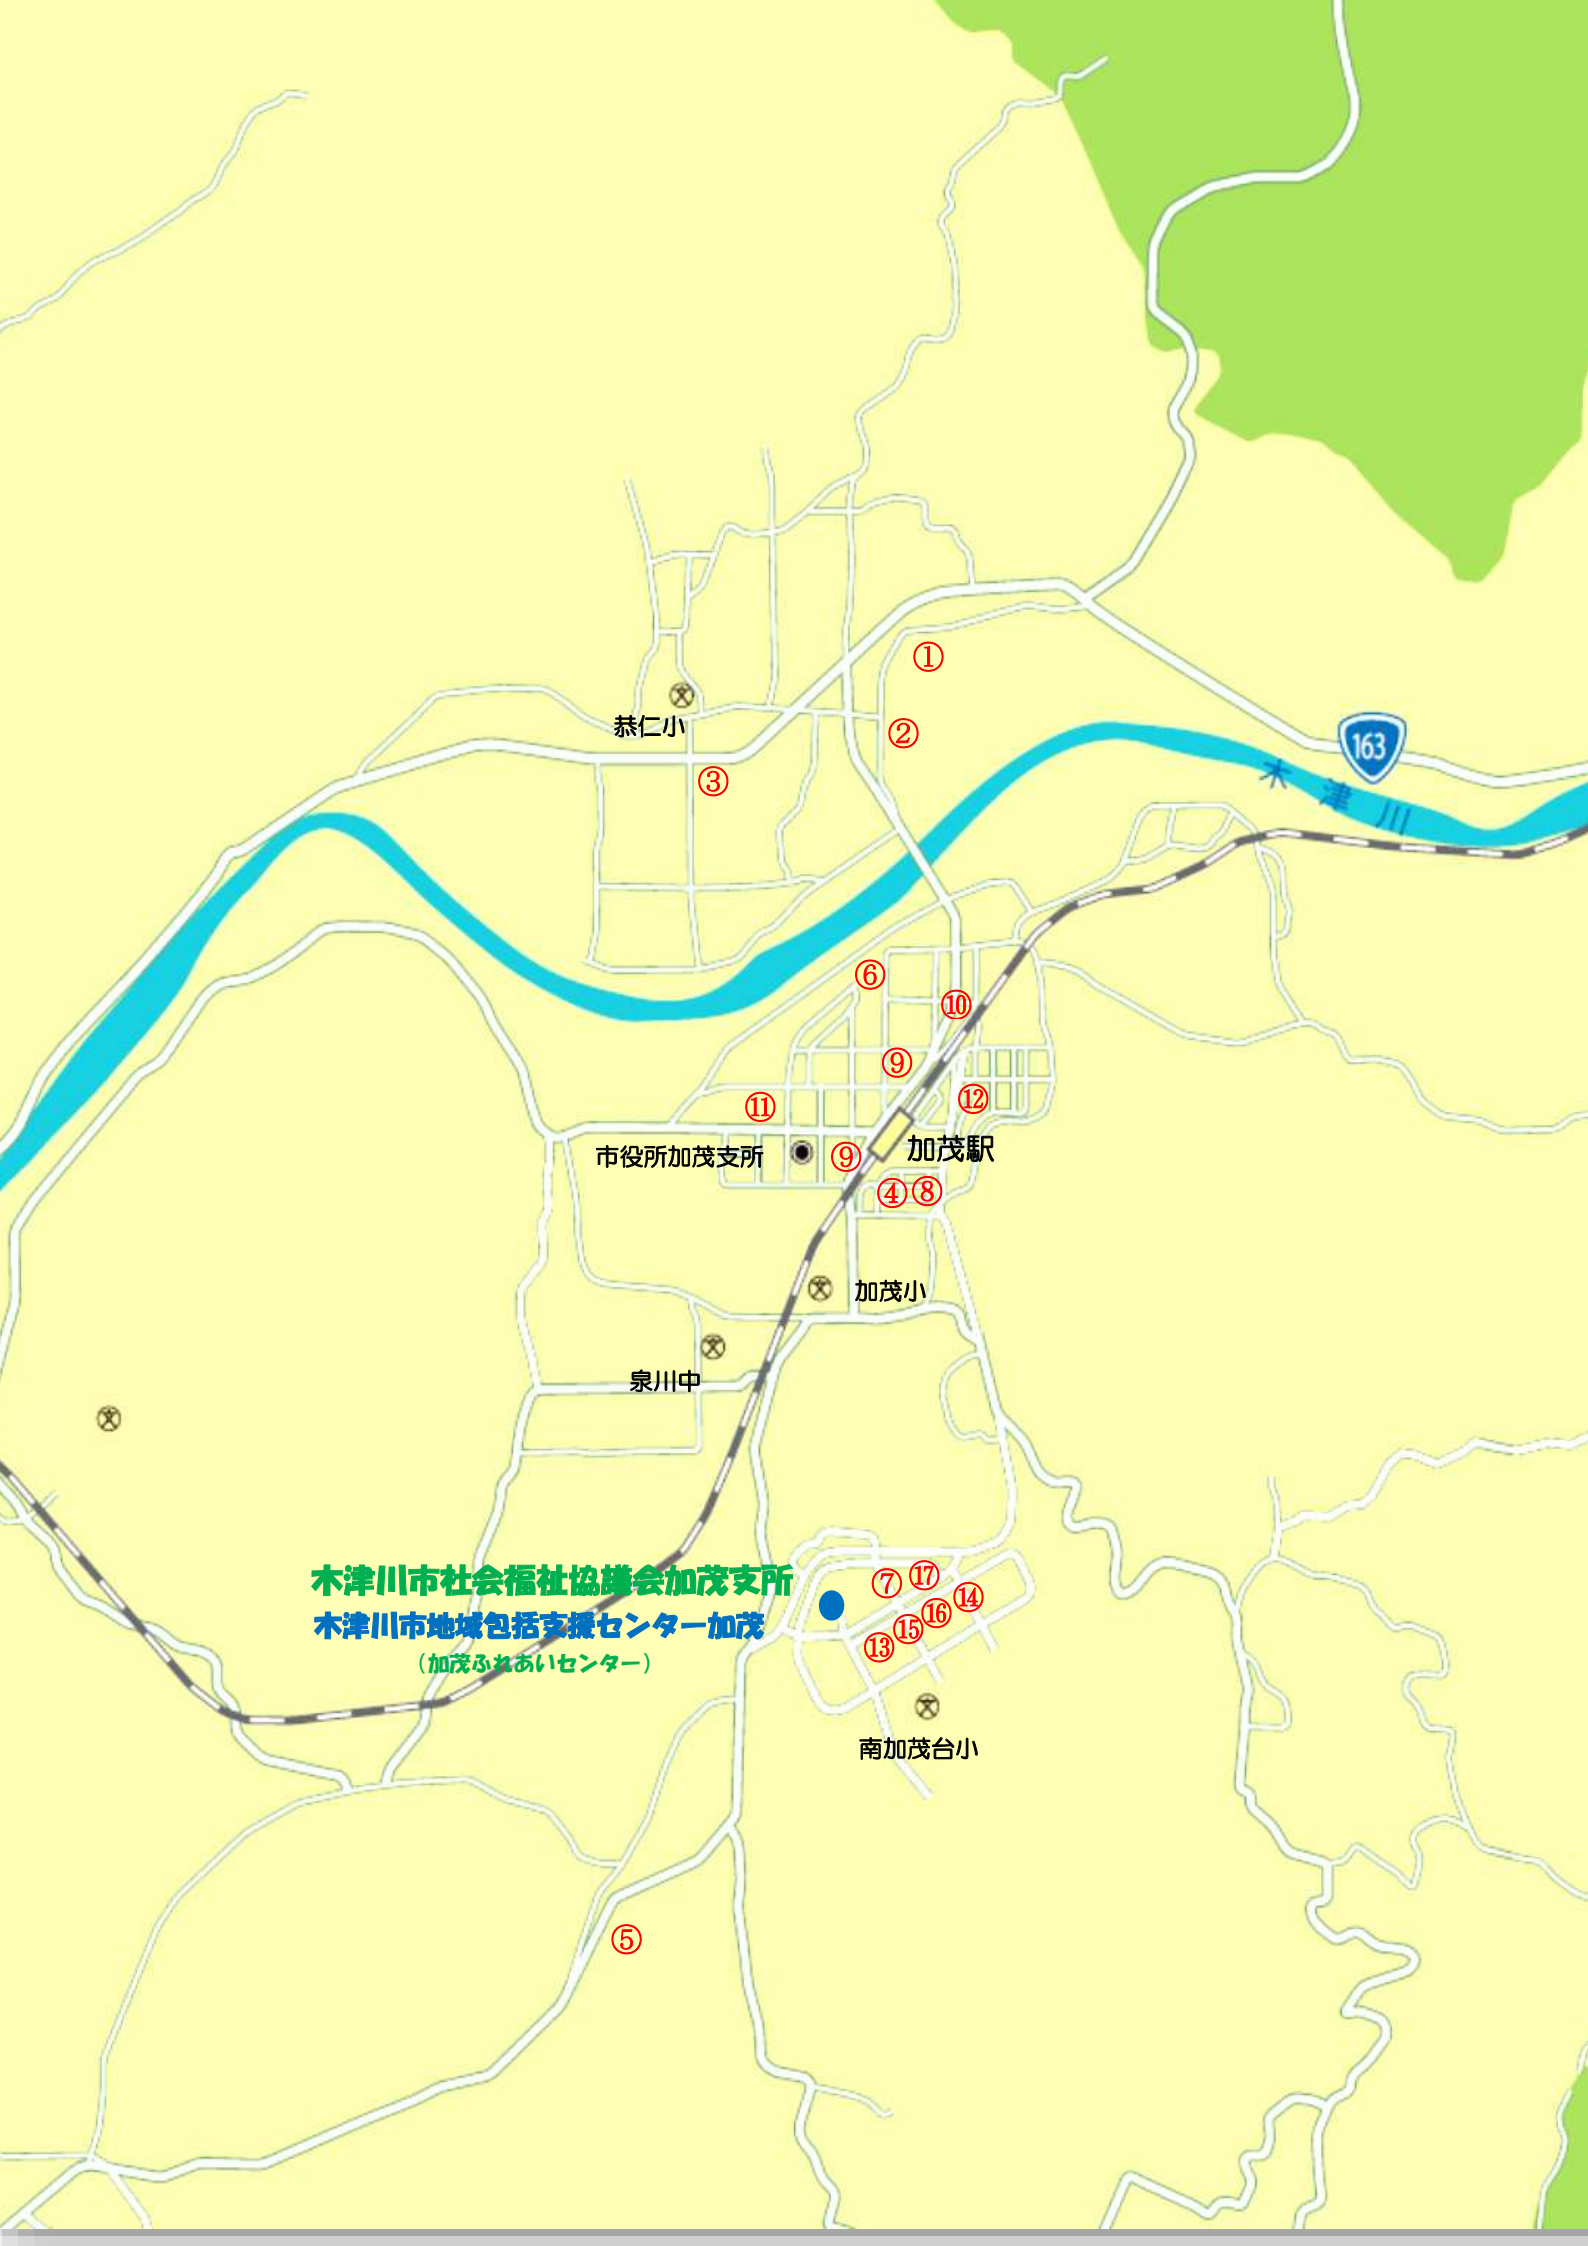 ①
恭仁小
②
163
③
木津川
⑥
⑩
⑨
⑫
⑪
市役所加茂支所
⑨
加茂駅
④
⑧
加茂小
泉川中
木津川市社会福祉協議会加茂支所
木津川市地域包括支援センター加茂
（加茂ふれあいセンター）
⑦
⑰
⑭
⑯
⑮
⑬
南加茂台小
⑤